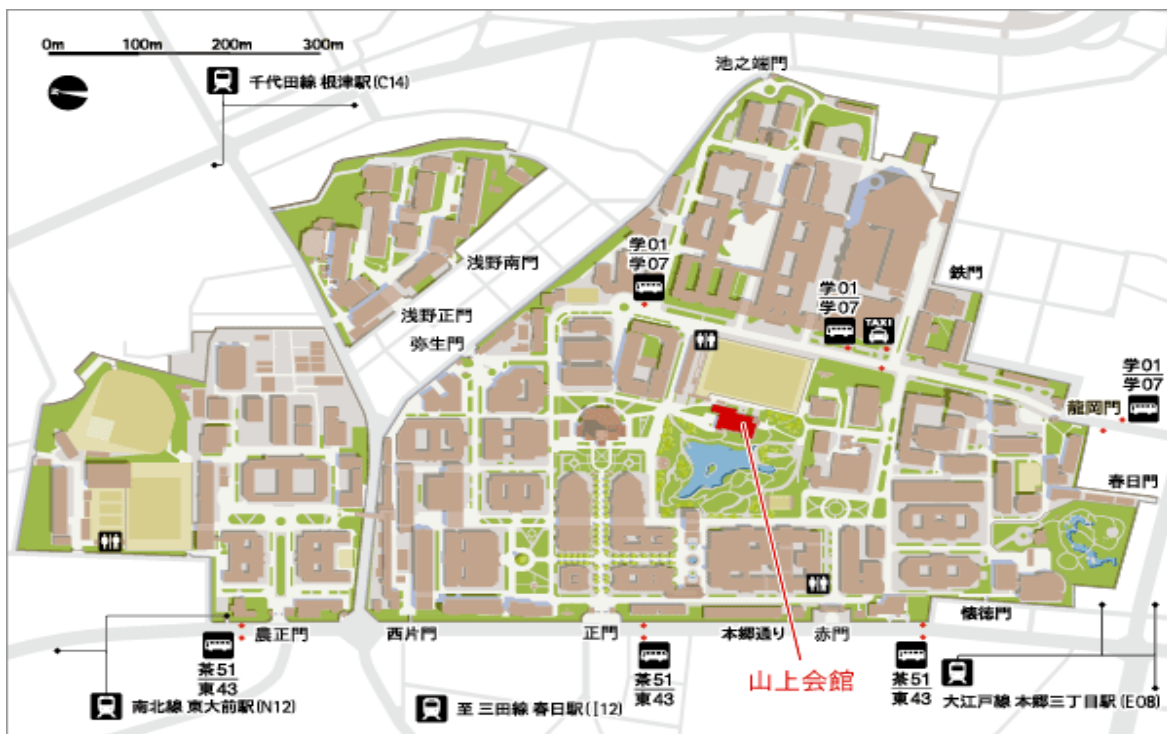 0m 100m 200m 300m
千代田線 根津駅(C14)
池之端門
浅野南門
浅野正門
弥生門
学01
学07
学01
学07
TAXI
鉄門
学01
学07
龍岡門
春日門
農正門
西片門
正門
本郷通り
赤門
懐徳門
茶51
東43
茶51
東43
茶51
東43
山上会館
南北線 東大前駅(N12)
至 三田線 春日駅(I12)
大江戸線 本郷三丁目駅(E08)